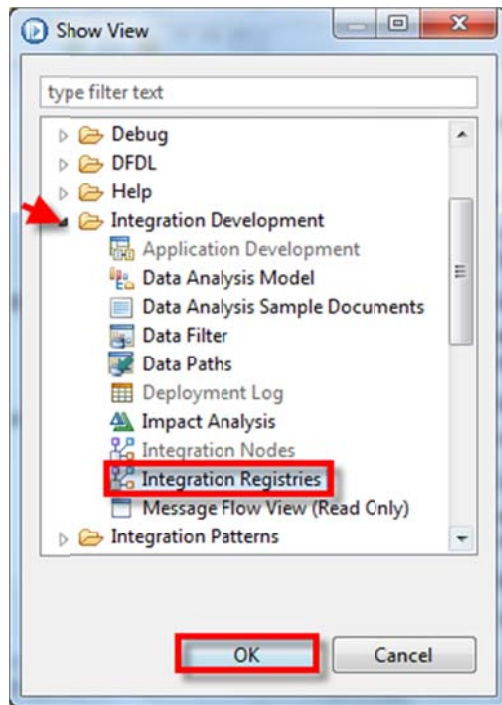 Show View
type filter text
Debug
DFDL
Help
Integration Development
Application Development
Data Analysis Model
Data Analysis Sample Documents
Data Filter
Data Paths
Deployment Log
Impact Analysis
Integration Nodes
Integration Registries
Message Flow View (Read Only)
Integration Patterns
OK Cancel